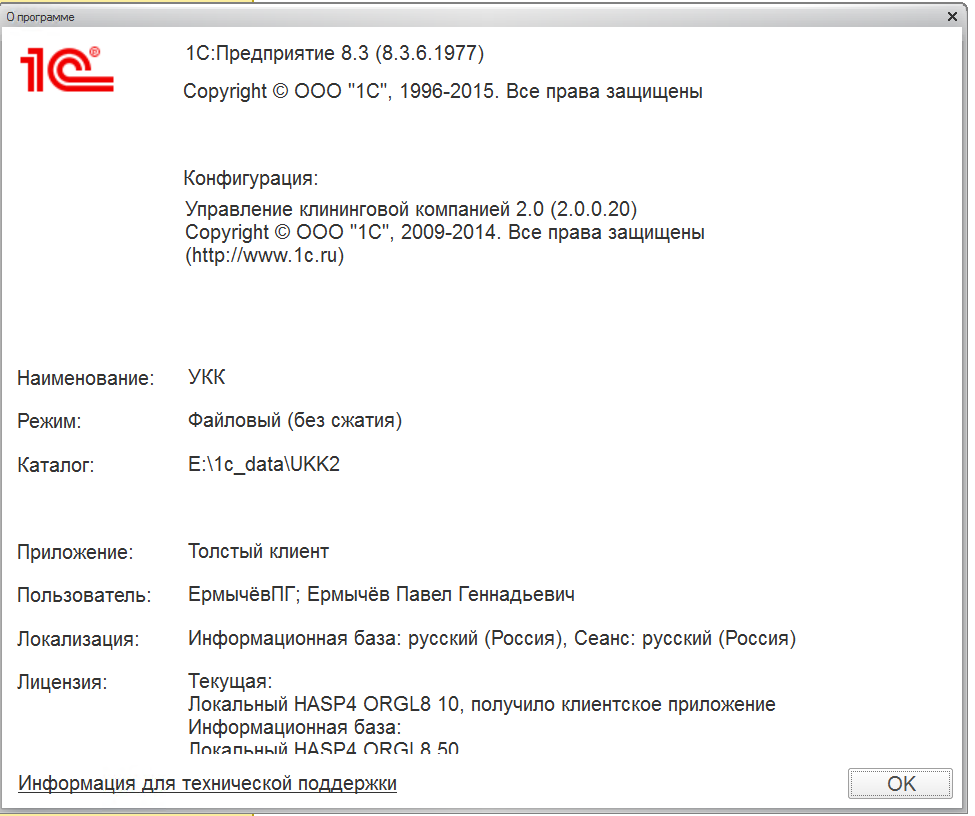 О программе
1С®
1С:Предприятие 8.3 (8.3.6.1977)
Copyright © ООО "1С", 1996-2015. Все права защищены
Конфигурация:
Управление клининговой компанией 2.0 (2.0.0.20)
Copyright © ООО "1С", 2009-2014. Все права защищены
(http://www.1c.ru)
Наименование: УКК
Режим: Файловый (без сжатия)
Каталог: E:\1c_data\UKK2
Приложение: Толстый клиент
Пользователь: ЕрмычёвПГ; Ермычёв Павел Геннадьевич
Локализация: Информационная база: русский (Россия), Сеанс: русский (Россия)
Лицензия: Текущая:
Локальный HASP4 ORGL8 10, получило клиентское приложение
Информационная база:
Локальный HASP4 ORGL8 50
Информация для технической поддержки
OK